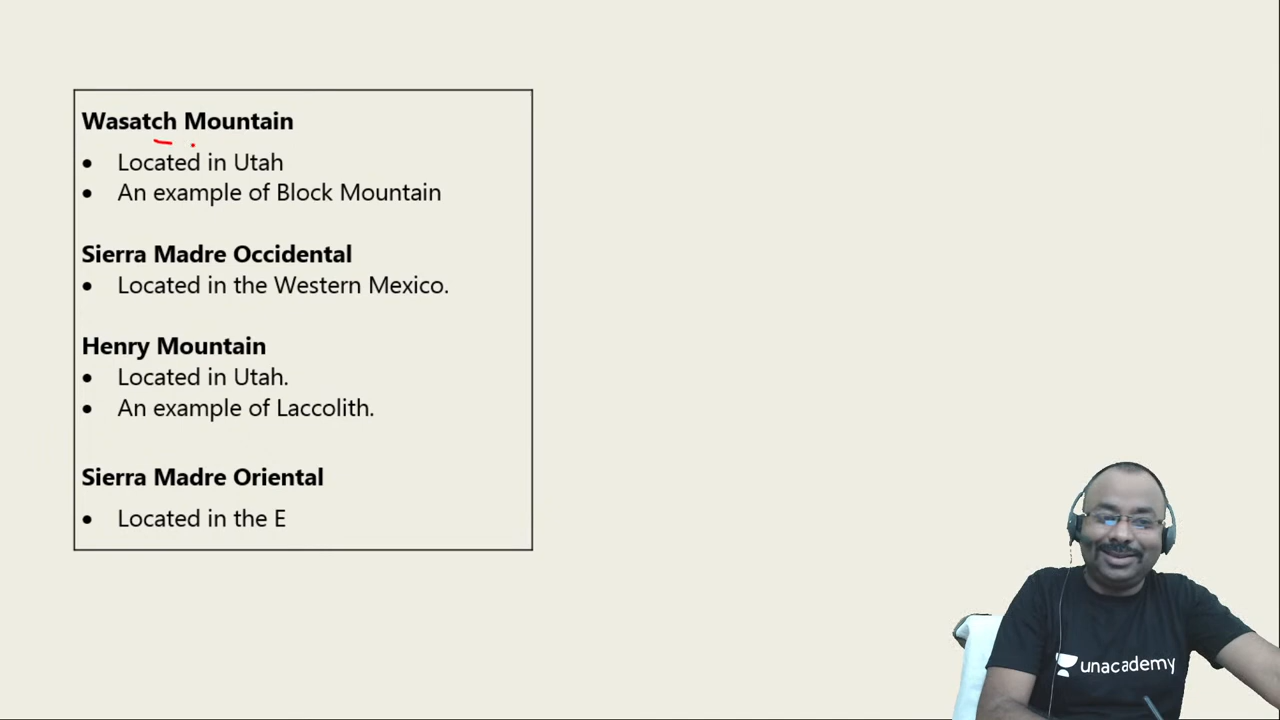 Wasatch Mountain
• Located in Utah
• An example of Block Mountain
Sierra Madre Occidental
• Located in the Western Mexico.
Henry Mountain
• Located in Utah.
• An example of Laccolith.
Sierra Madre Oriental
• Located in the E
unacademy